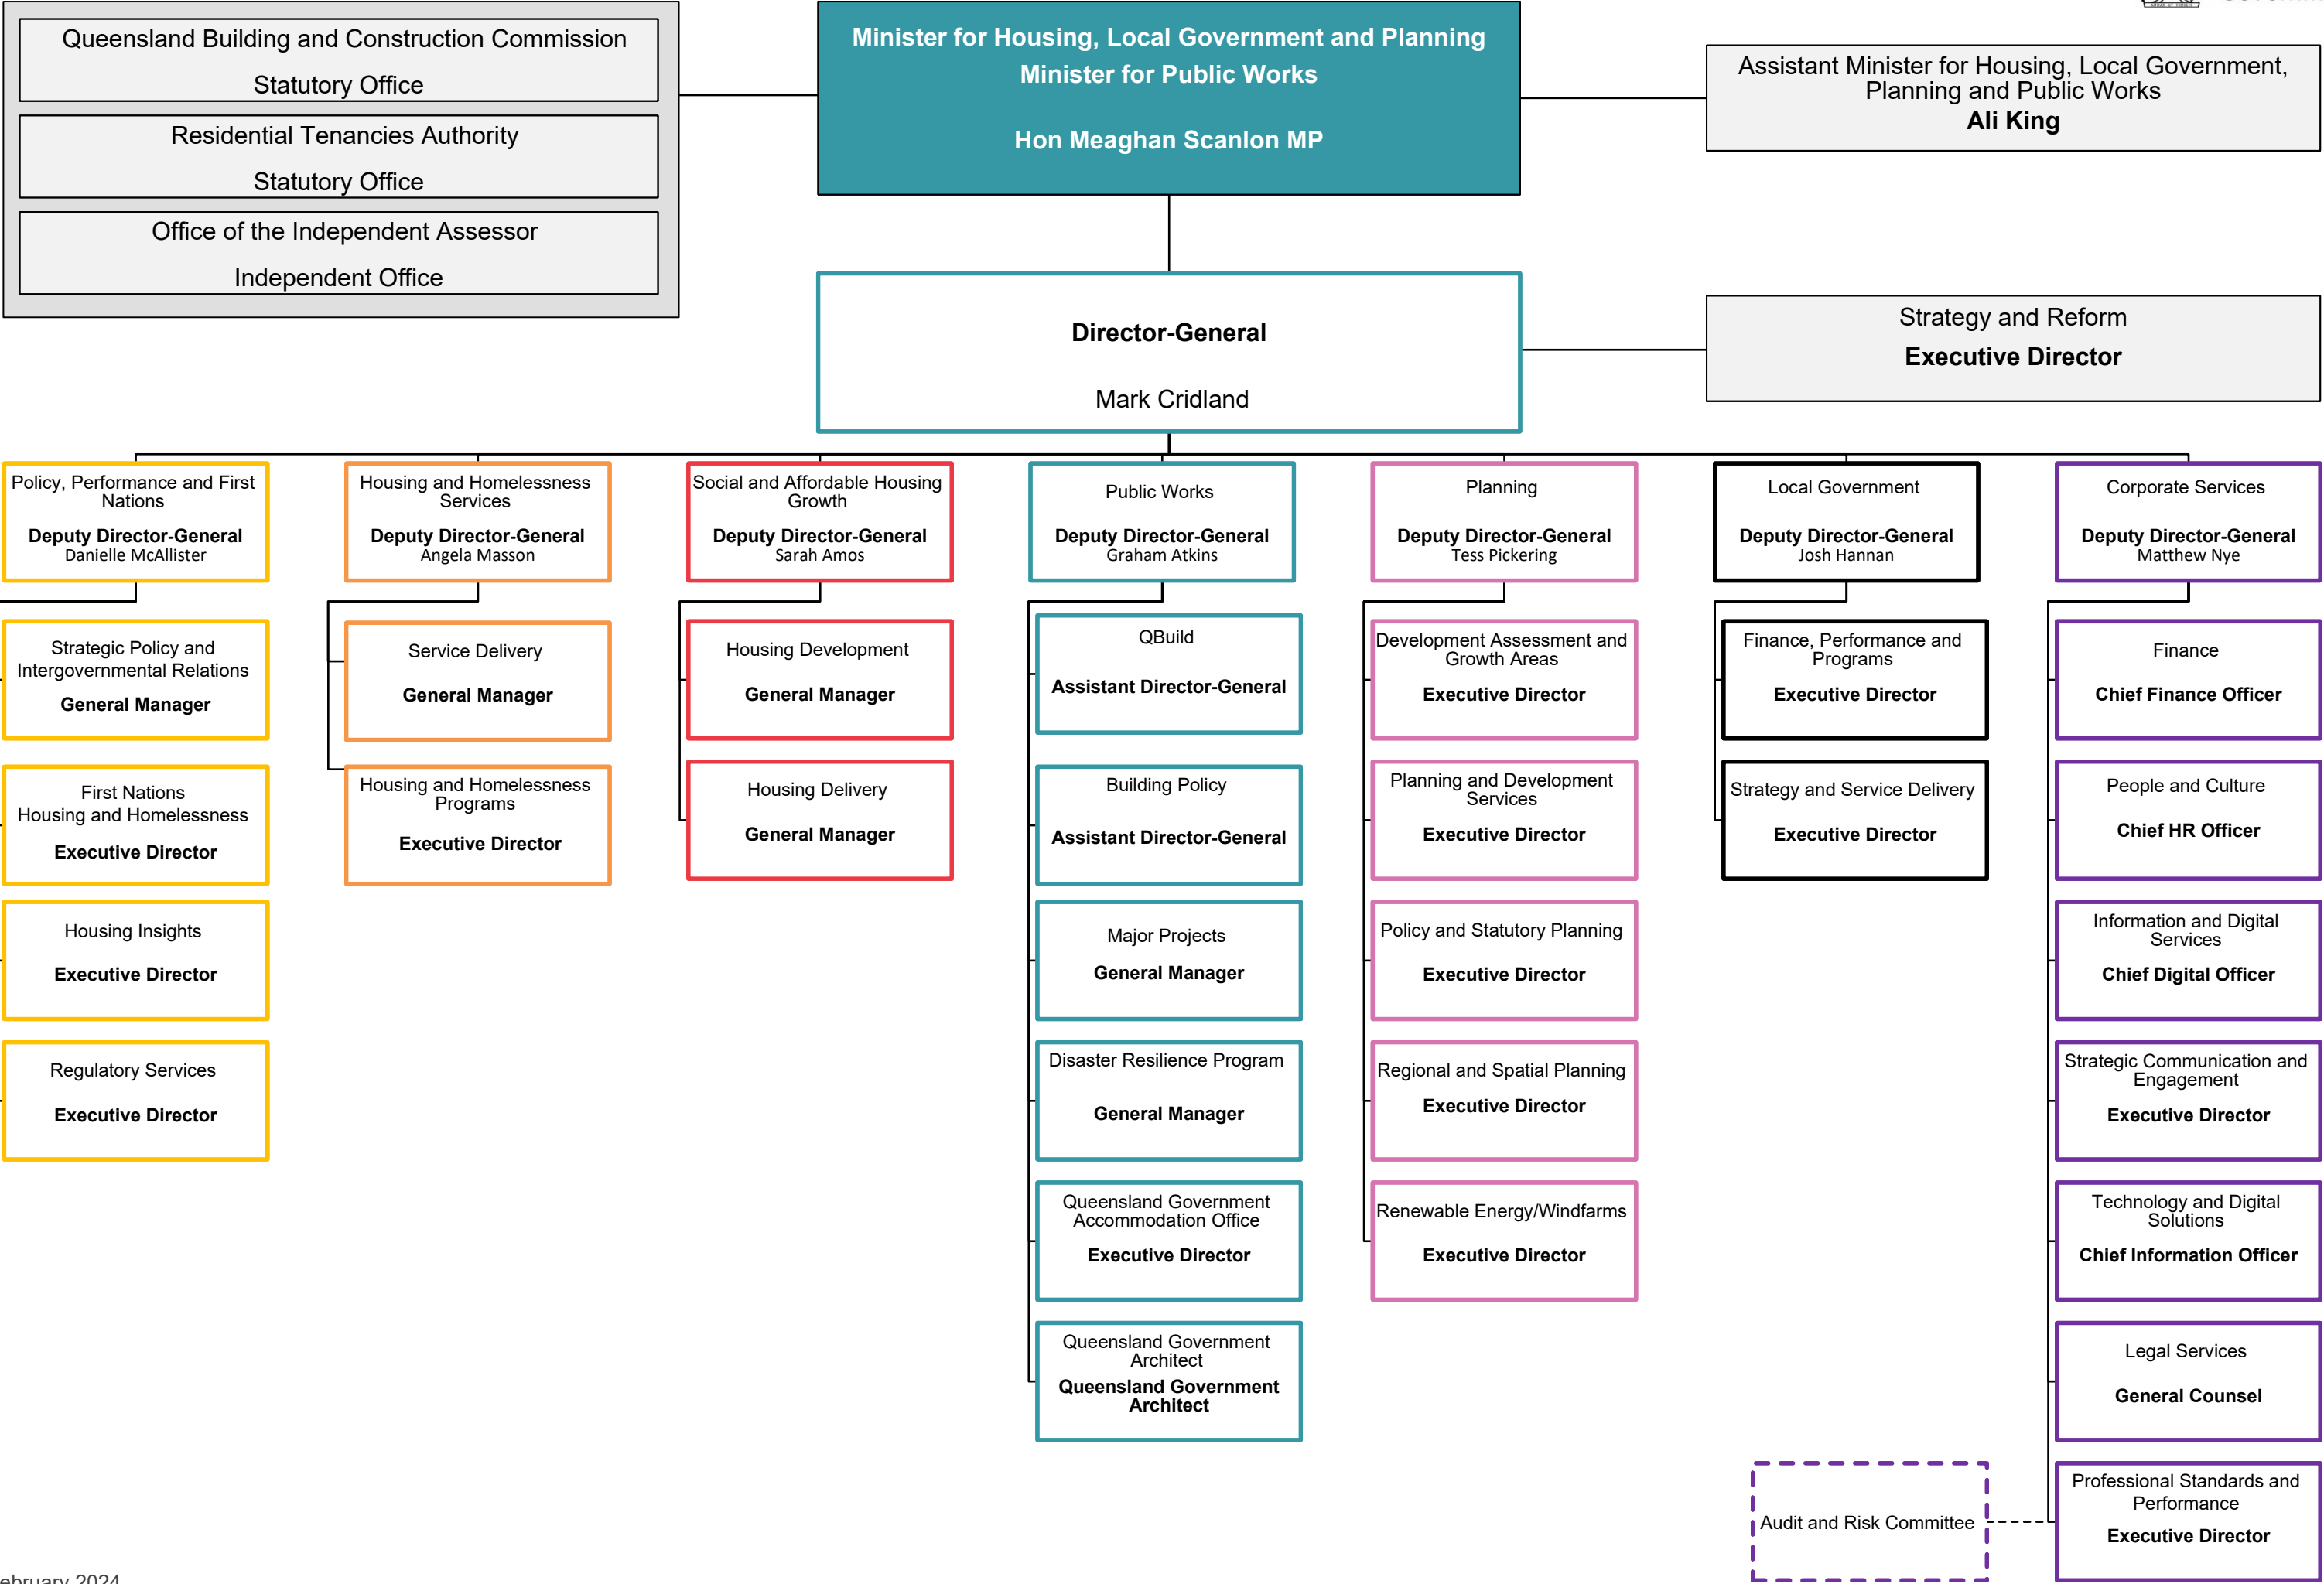 Queensland Building and Construction Commission
Statutory Office
Residential Tenancies Authority
Statutory Office
Office of the Independent Assessor
Independent Office
Minister for Housing, Local Government and Planning
Minister for Public Works
Hon Meaghan Scanlon MP
Assistant Minister for Housing, Local Government,
Planning and Public Works
Ali King
Director-General
Mark Cridland
Strategy and Reform
Executive Director
Policy, Performance and First
Nations
Deputy Director-General
Danielle McAllister
Strategic Policy and
Intergovernmental Relations
General Manager
First Nations
Housing and Homelessness
Executive Director
Housing Insights
Executive Director
Regulatory Services
Executive Director
Housing and Homelessness
Services
Deputy Director-General
Angela Masson
Service Delivery
General Manager
Housing and Homelessness
Programs
Executive Director
Social and Affordable Housing
Growth
Deputy Director-General
Sarah Amos
Housing Development
General Manager
Housing Delivery
General Manager
Public Works
Deputy Director-General
Graham Atkins
QBuild
Assistant Director-General
Building Policy
Assistant Director-General
Major Projects
General Manager
Disaster Resilience Program
General Manager
Queensland Government
Accommodation Office
Executive Director
Queensland Government
Architect
Queensland Government
Architect
Planning
Deputy Director-General
Tess Pickering
Development Assessment and
Growth Areas
Executive Director
Planning and Development
Services
Executive Director
Policy and Statutory Planning
Executive Director
Regional and Spatial Planning
Executive Director
Renewable Energy/Windfarms
Executive Director
Local Government
Deputy Director-General
Josh Hannan
Finance, Performance and
Programs
Executive Director
Strategy and Service Delivery
Executive Director
Corporate Services
Deputy Director-General
Matthew Nye
Finance
Chief Finance Officer
People and Culture
Chief HR Officer
Information and Digital
Services
Chief Digital Officer
Strategic Communication and
Engagement
Executive Director
Technology and Digital
Solutions
Chief Information Officer
Legal Services
General Counsel
Professional Standards and
Performance
Executive Director
Audit and Risk Committee
2024